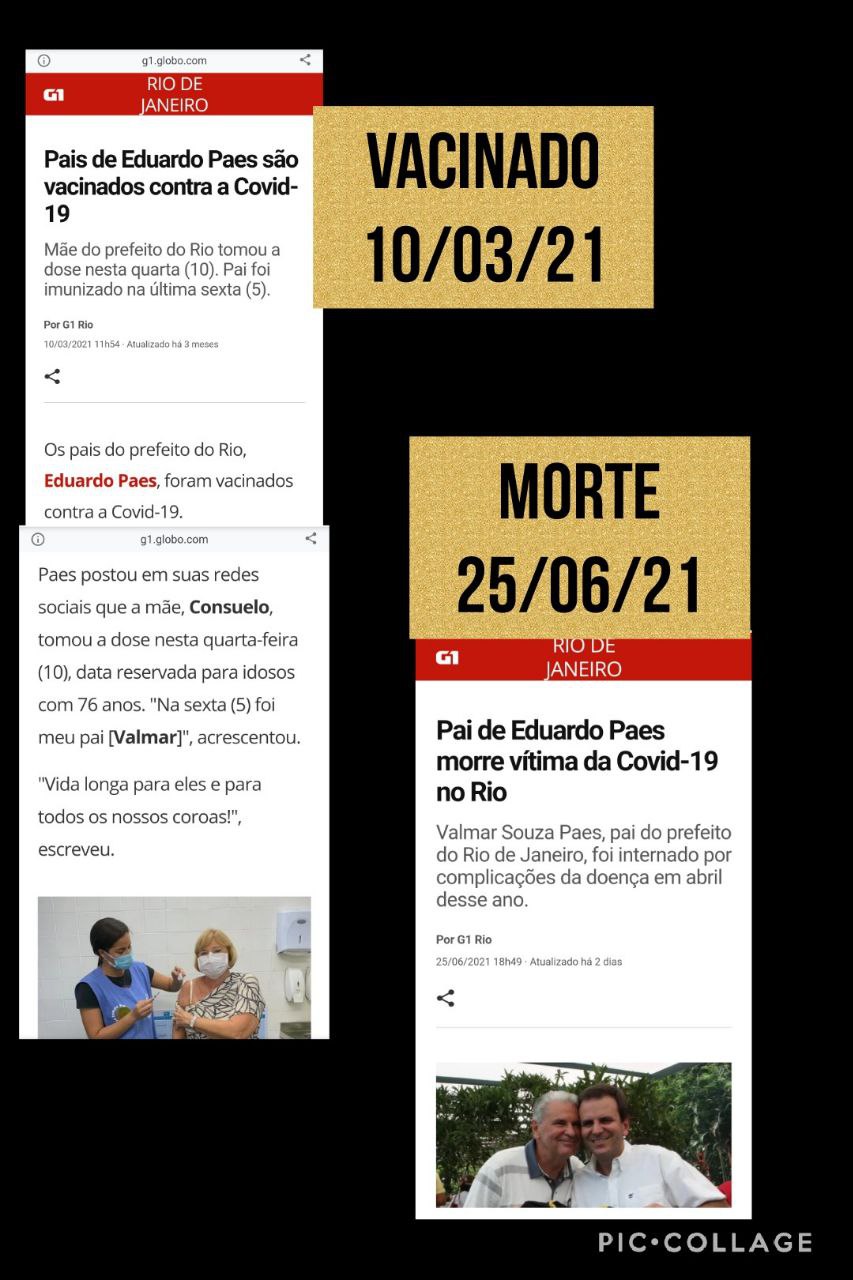 g1.globo.com
G1
RIO DE
JANEIRO
Pais de Eduardo Paes são
vacinados contra a Covid-
19
Mãe do prefeito do Rio tomou a
dose nesta quarta (10). Pai foi
imunizado na última sexta (5).
Por G1 Rio
10/03/2021 11h54 · Atualizado há 3 meses
Os pais do prefeito do Rio,
Eduardo Paes, foram vacinados
contra a Covid-19.
g1.globo.com
Paes postou em suas redes
sociais que a mãe, Consuelo,
tomou a dose nesta quarta-feira
(10), data reservada para idosos
com 76 anos. "Na sexta (5) foi
meu pai [Valmar]", acrescentou.
"Vida longa para eles e para
todos os nossos coroas!",
escreveu.
VACINADO
10/03/21
MORTE
25/06/21
G1
RIO DE
JANEIRO
Pai de Eduardo Paes
morre vítima da Covid-19
no Rio
Valmar Souza Paes, pai do prefeito
do Rio de Janeiro, foi internado por
complicações da doença em abril
desse ano.
Por G1 Rio
25/06/2021 18h49 · Atualizado há 2 dias
PIC•COLLAGE